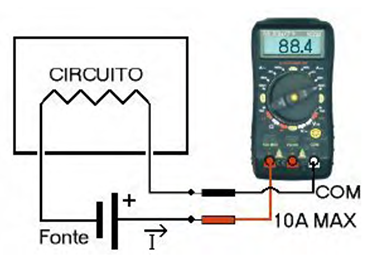 88.4
CIRCUITO
COM
+
10A MAX
Fonte
I